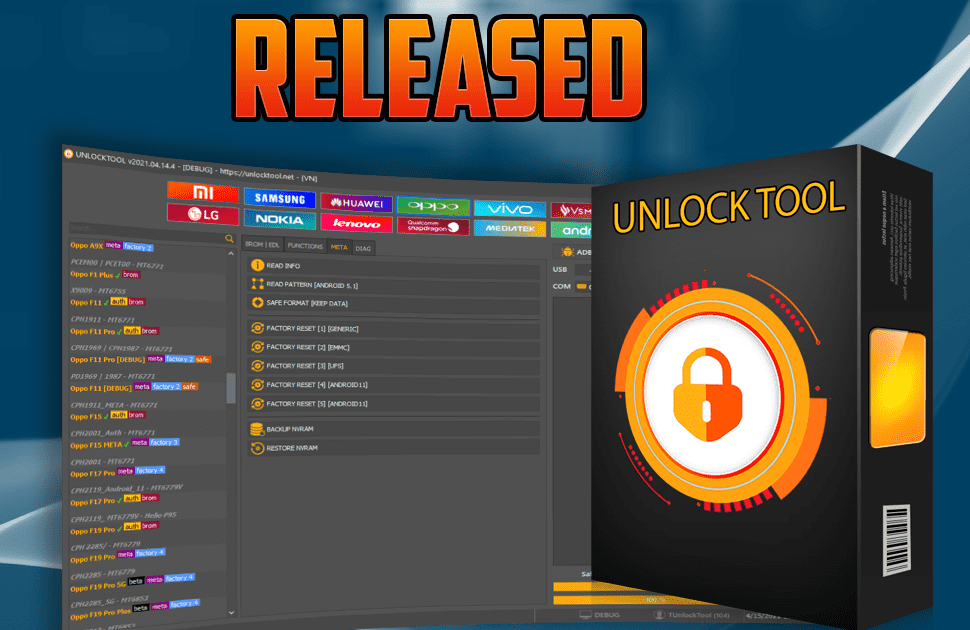 RELEASED
UNLOCKTOOL v2021.04.14.4 - [DEBUG] - https://unlocktool.net - (VN)
mi SAMSUNG HUAWEI oppo vivo
LG NOKIA lenovo Qualcomm snapdragon MEDIATEK
BROM | EDL FUNCTIONS META DIAG
Oppo A9X meta factory 2
PCEM00 | PCET00 - MT6771
Oppo F1 Plus ✓ brom
X9009 - MT6755
Oppo F11 ✓ auth brom
CPH1911 - MT6771
Oppo F11 Pro ✓ auth brom
CPH1969 | CPH1987 - MT6771
Oppo F11 Pro [DEBUG] meta factory 2 safe
PD1969 | 1987 - MT6771
Oppo F11 [DEBUG] meta factory 2 safe
CPH1911_META - MT6771
Oppo F15 ✓ auth brom
CPH2001_Auth - MT6771
Oppo F15 META ✓ meta factory 3
CPH2001 - MT6771
Oppo F17 Pro meta factory 4
CPH2119_Android_11 - MT6779V
Oppo F17 Pro ✓ auth brom
CPH2119_ MT6779V - Helio-P95
Oppo F19 Pro ✓ auth brom
CPH 2285/ - MT6779
Oppo F19 Pro meta factory 4
CPH2285 - MT6779
Oppo F19 Pro 5G beta meta factory 4
CPH2285_5G - MT6853
Oppo F19 Pro Plus beta meta factory 6
READ INFO
READ PATTERN [ANDROID 5.1]
SAFE FORMAT [KEEP DATA]
FACTORY RESET [1] [GENERIC]
FACTORY RESET [2] [EMMC]
FACTORY RESET [3] [UFS]
FACTORY RESET [4] [ANDROID11]
FACTORY RESET [5] [ANDROID11]
BACKUP NVRAM
RESTORE NVRAM
USB
COM
100 %
DEBUG TUnlockTool (104)
UNLOCK TOOL